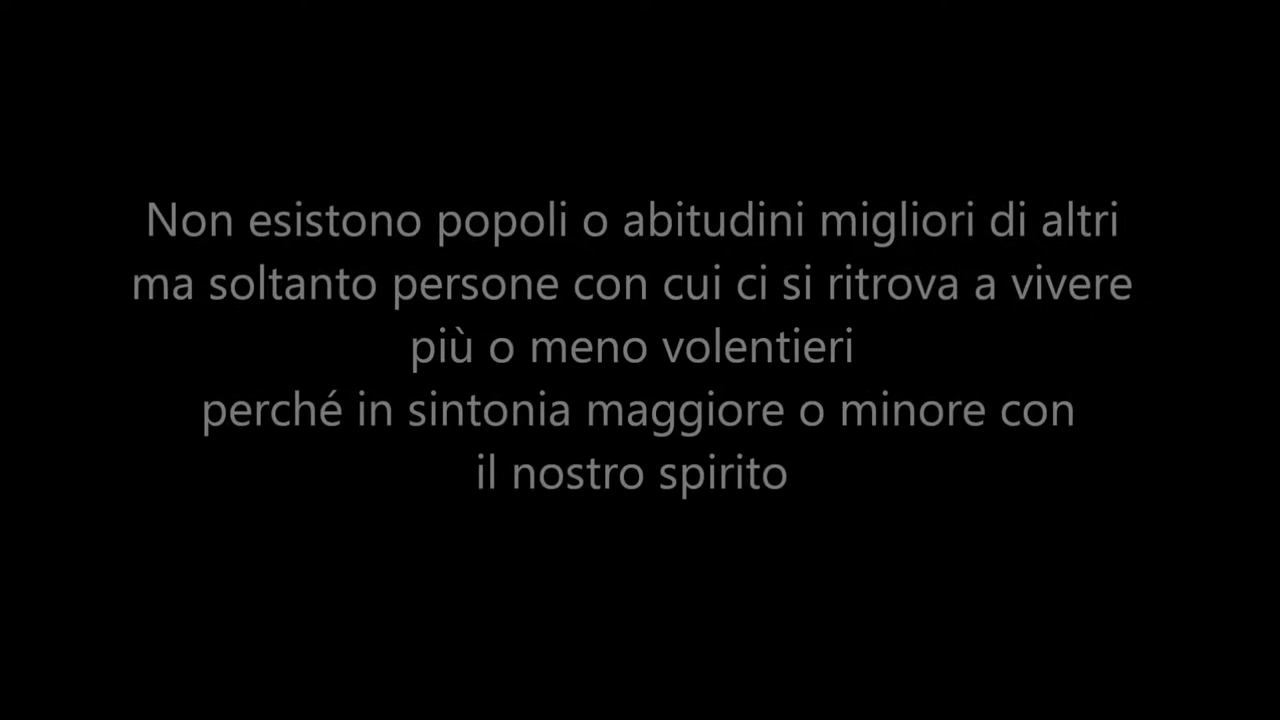 Non esistono popoli o abitudini migliori di altri
ma soltanto persone con cui ci si ritrova a vivere
più o meno volentieri
perché in sintonia maggiore o minore con
il nostro spirito